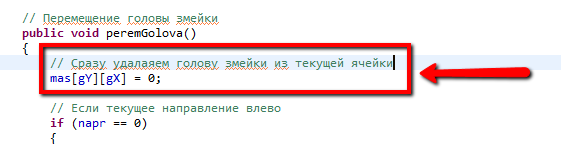 // Перемещение головы змейки
public void peremGolova()
{
// Сразу удалаяем голову змейки из текущей ячейки
mas[gY][gX] = 0;
// Если текущее направление влево
if (napr == 0)
{